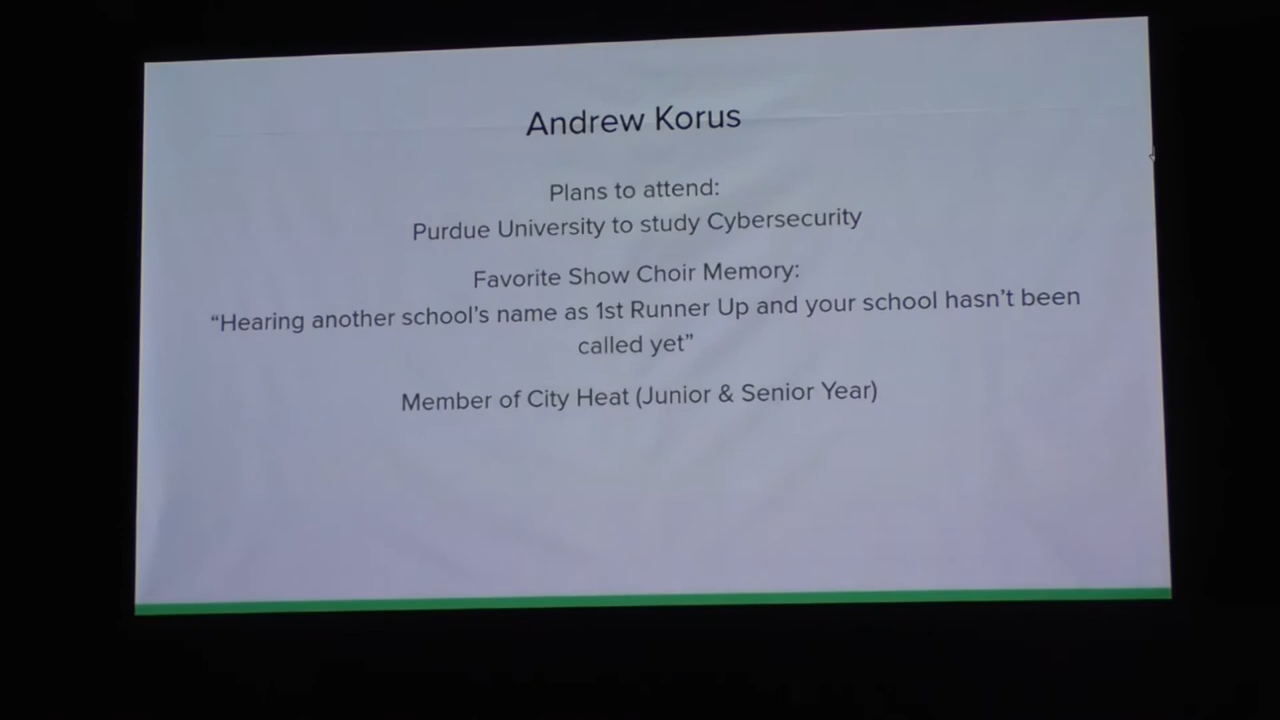 Andrew Korus
Plans to attend:
Purdue University to study Cybersecurity
Favorite Show Choir Memory:
“Hearing another school’s name as 1st Runner Up and your school hasn’t been
called yet”
Member of City Heat (Junior & Senior Year)